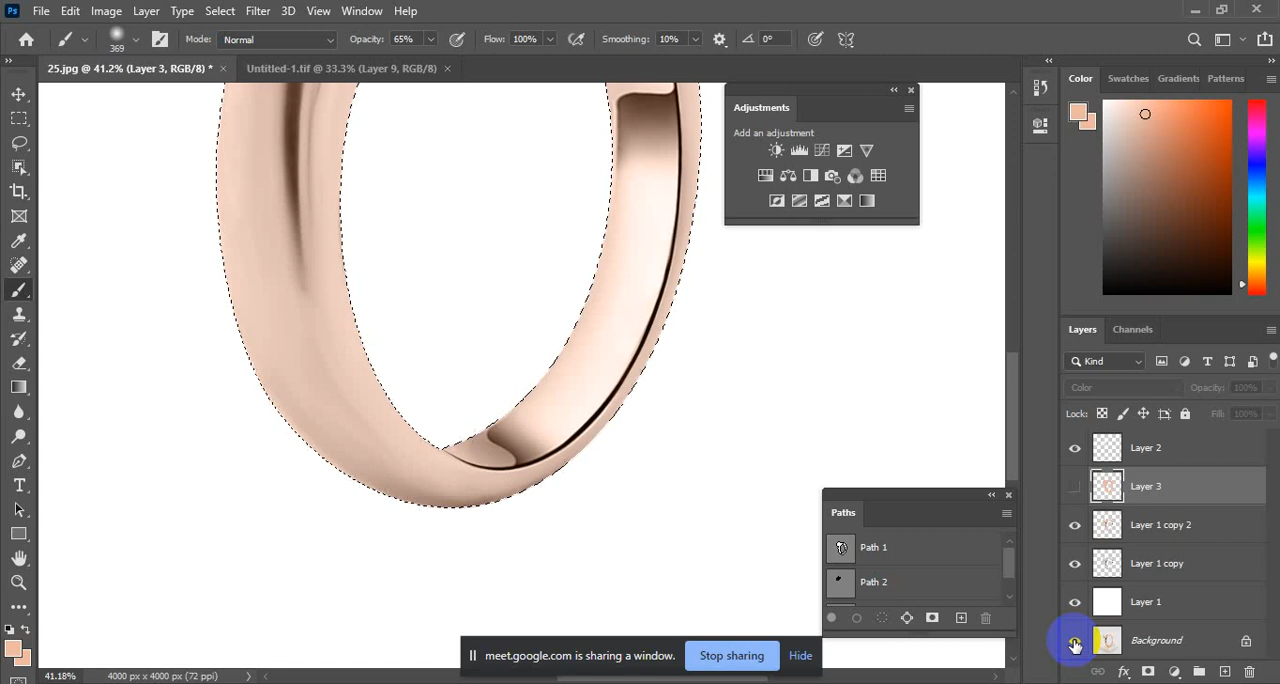 Ps File Edit Image Layer Type Select Filter 3D View Window Help
369 Mode: Normal Opacity: 65% Flow: 100% Smoothing: 10% 0°
25.jpg @ 41.2% (Layer 3, RGB/8) * × Untitled-1.tif @ 33.3% (Layer 9, RGB/8) ×
Adjustments
Add an adjustment
Color Swatches Gradients Patterns
Layers Channels
Kind
Color Opacity: 100%
Lock: Fill: 100%
Layer 2
Layer 3
Layer 1 copy 2
Layer 1 copy
Layer 1
Background
Paths
Path 1
Path 2
meet.google.com is sharing a window. Stop sharing Hide
41.18% 4000 px x 4000 px (72 ppi)